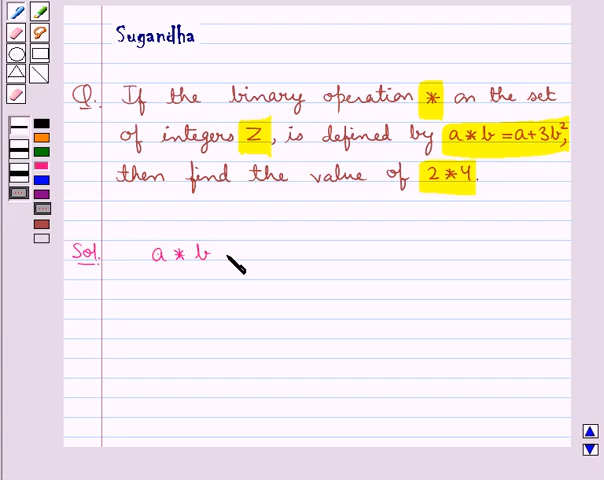 Sugandha
Q. If the binary operation * on the set
of integers Z, is defined by a * b = a+3b²,
then find the value of 2 * 4.
Sol. a * b